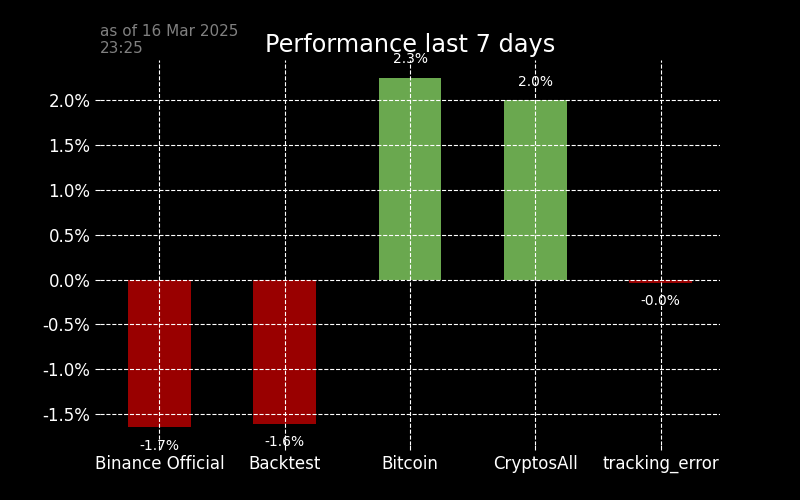 as of 16 Mar 2025
23:25
Performance last 7 days
2.3%
2.0%
2.0%
1.5%
1.0%
0.5%
0.0%
-0.0%
-0.5%
-1.0%
-1.5%
-1.7%
-1.6%
Binance Official
Backtest
Bitcoin
CryptosAll
tracking_error